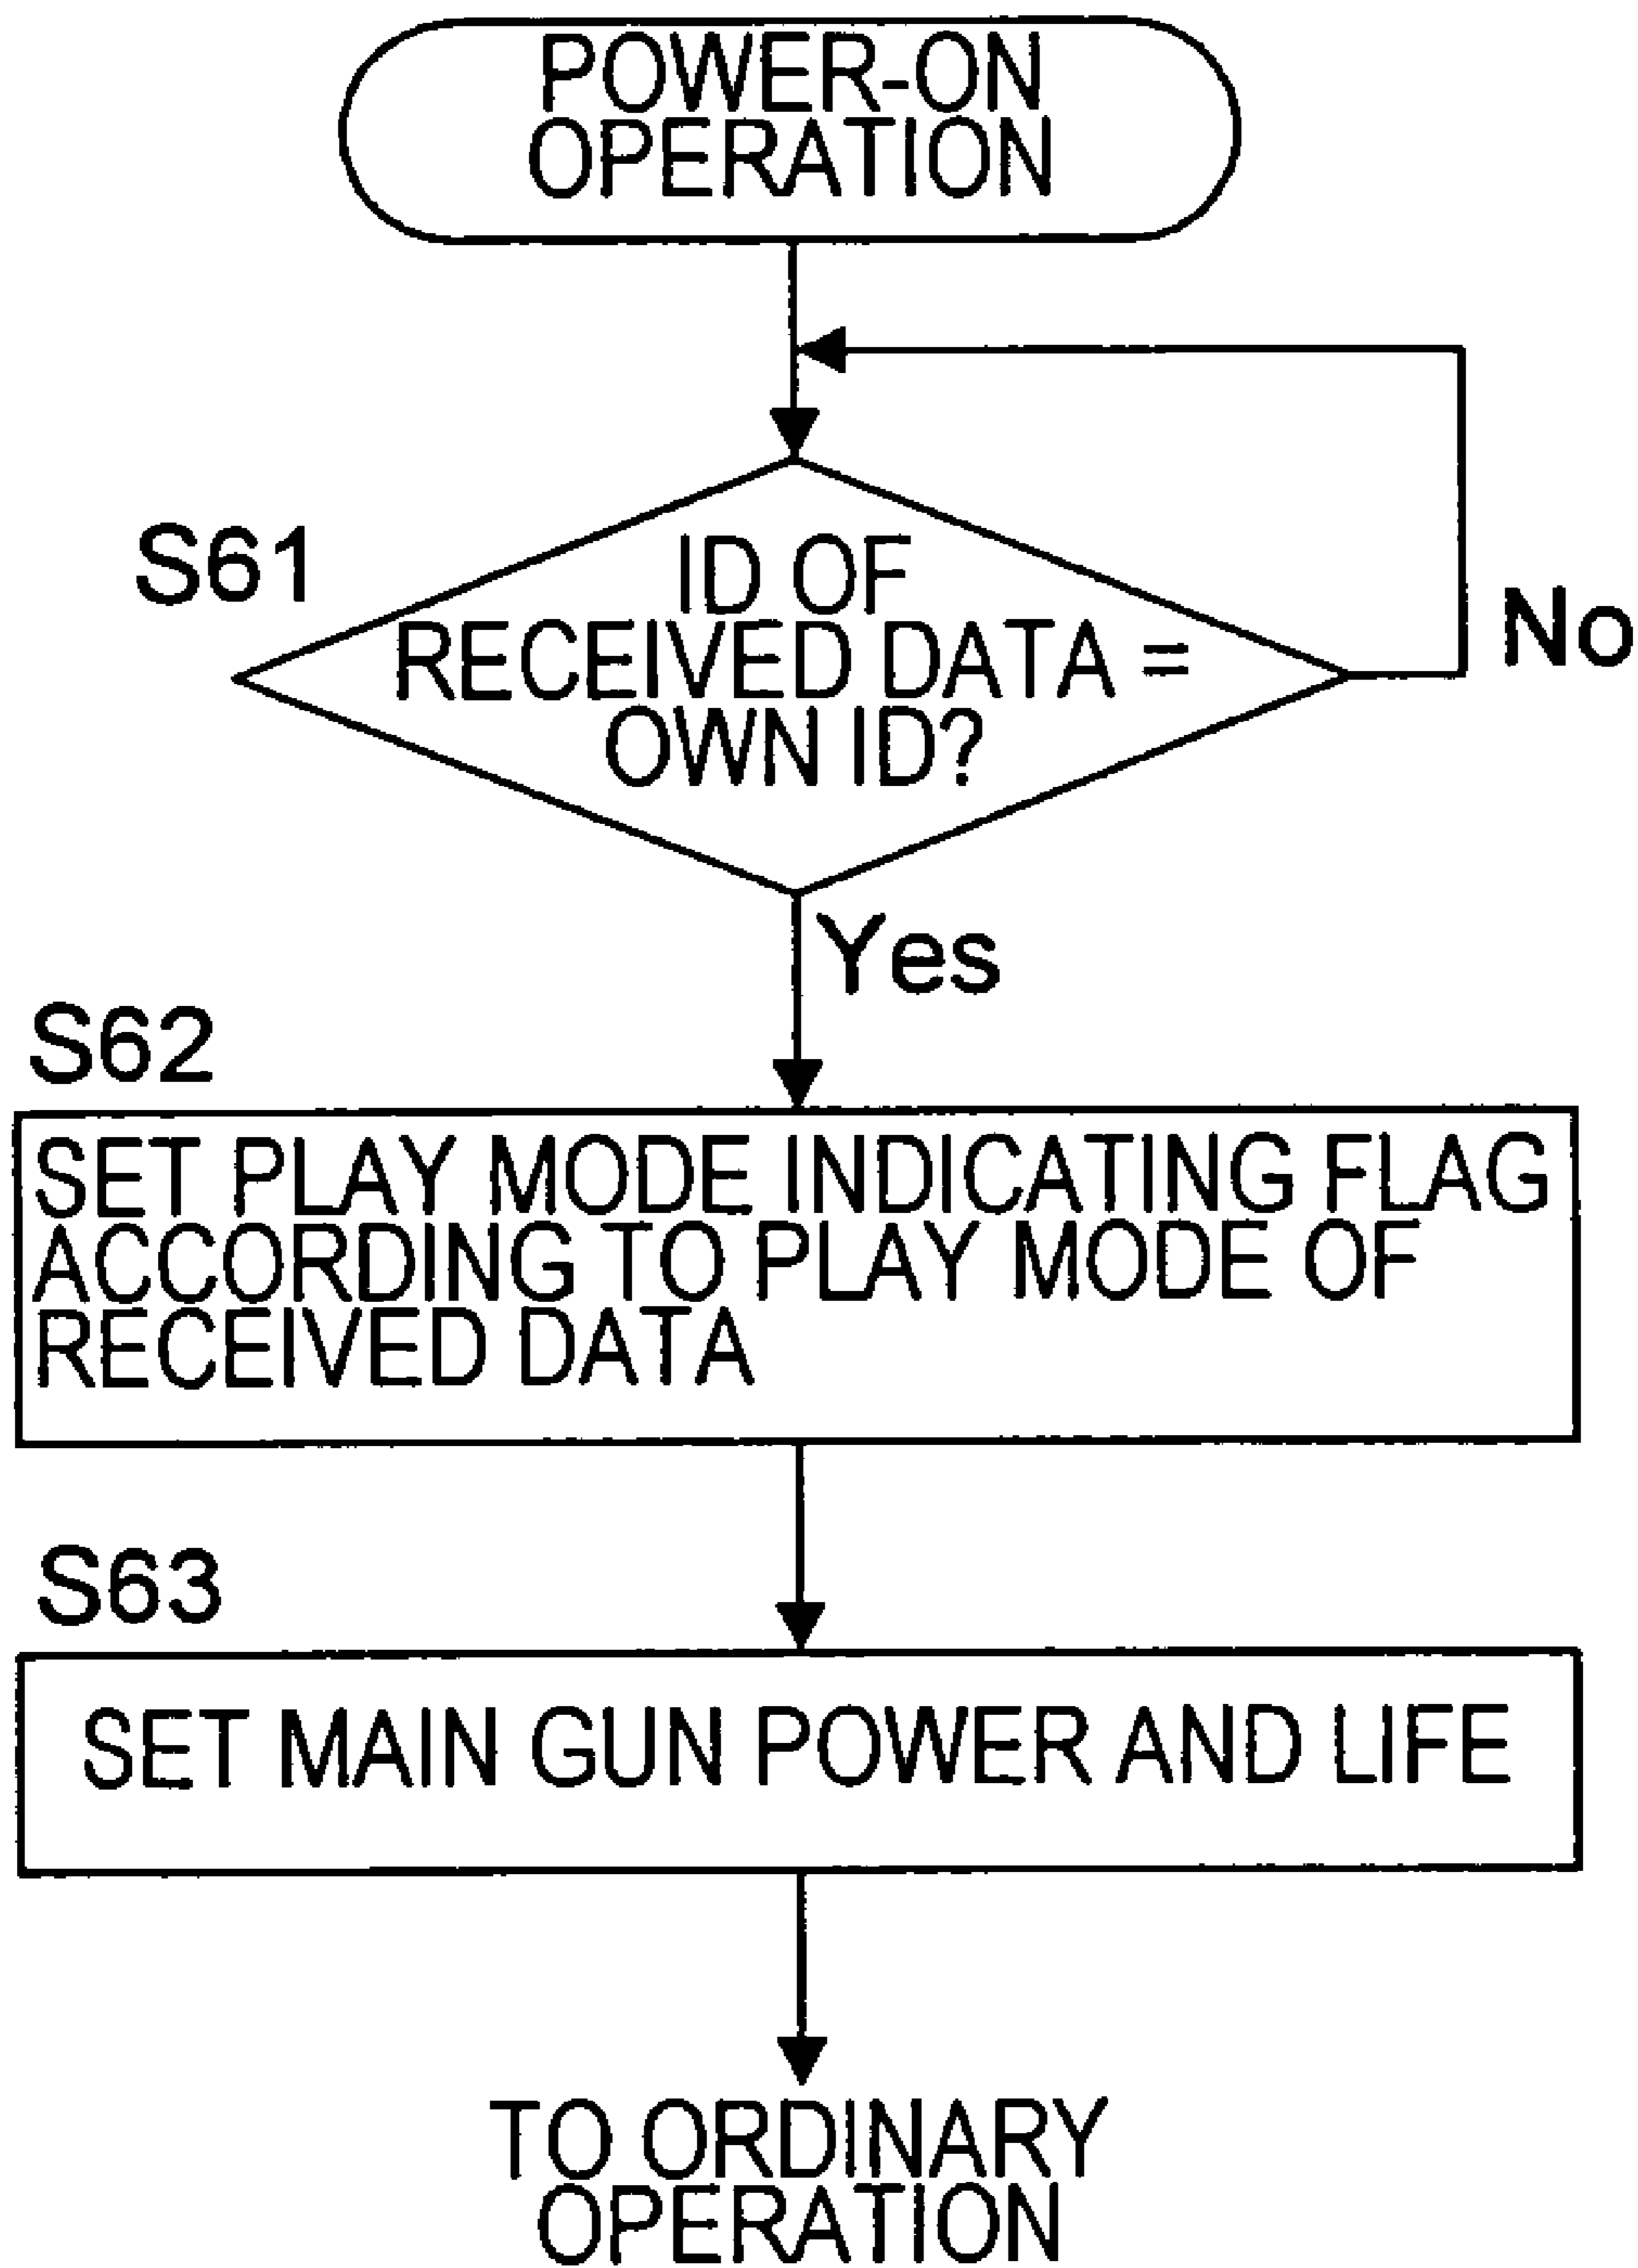 POWER-ON
OPERATION
S61
ID OF
RECEIVED DATA =
OWN ID?
No
Yes
S62
SET PLAY MODE INDICATING FLAG
ACCORDING TO PLAY MODE OF
RECEIVED DATA
S63
SET MAIN GUN POWER AND LIFE
TO ORDINARY
OPERATION